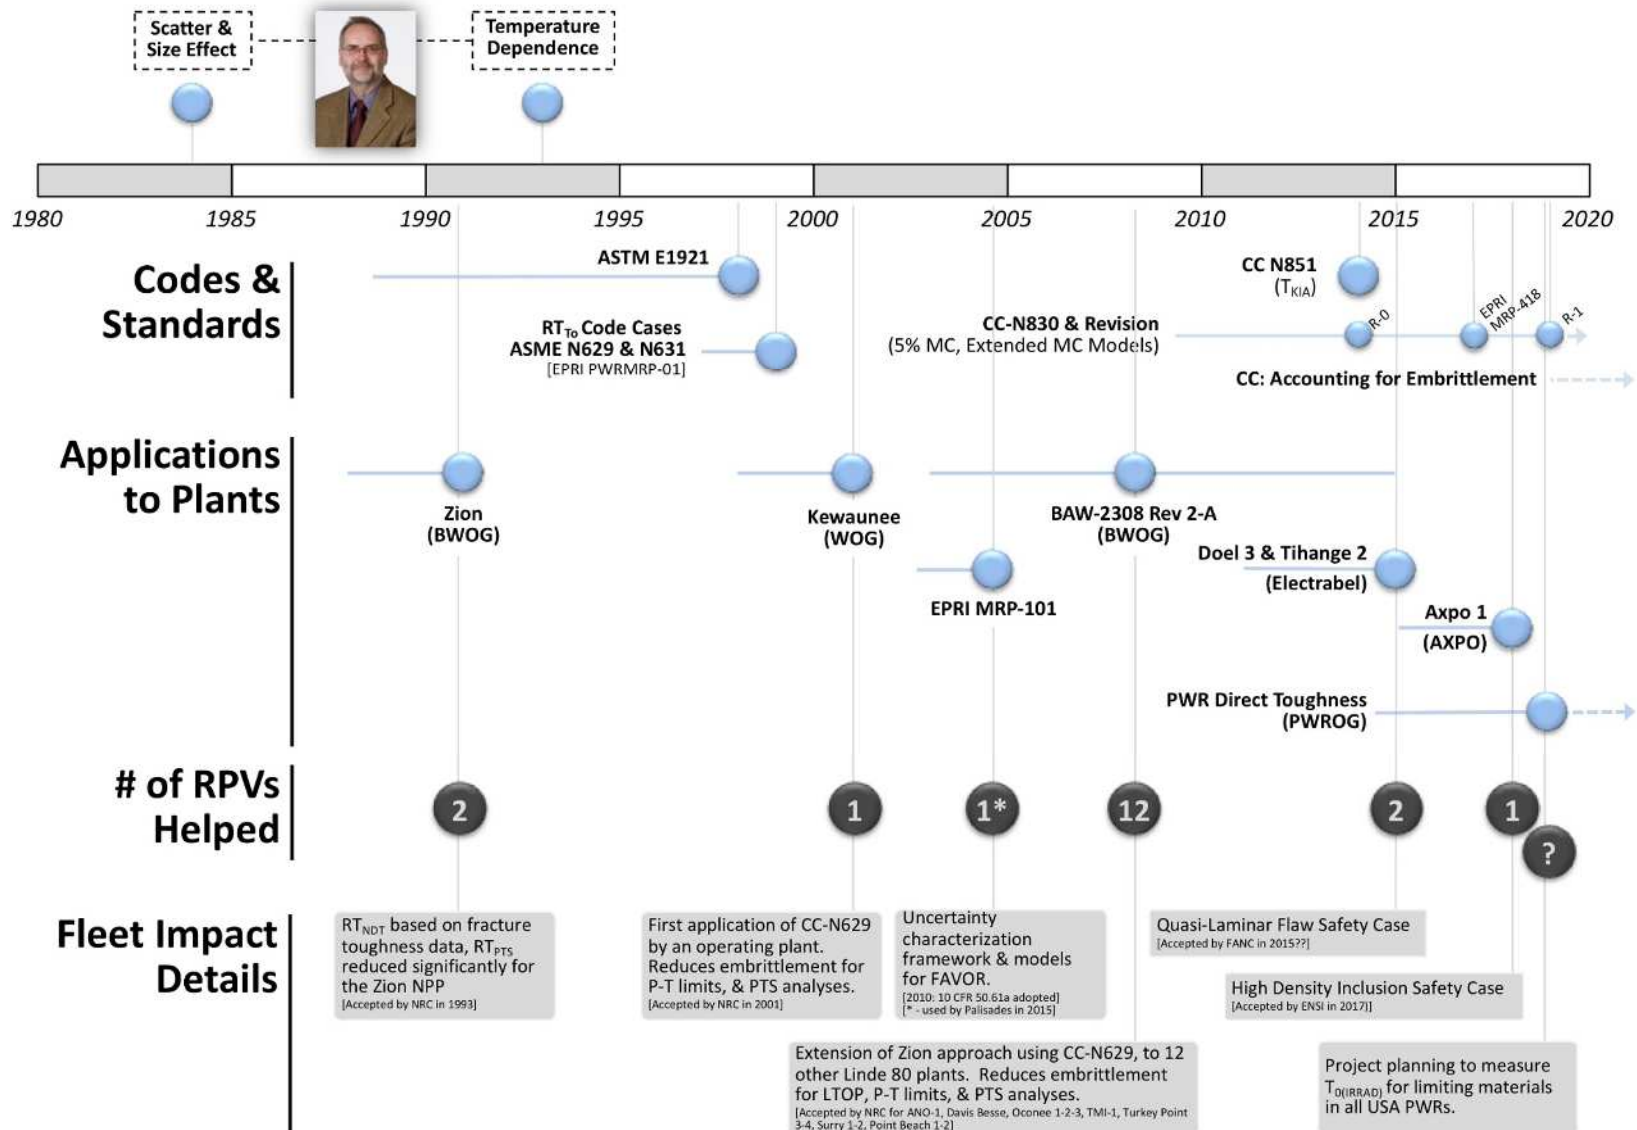 Scatter &
Size Effect
Temperature
Dependence
1980
1985
1990
1995
2000
2005
2010
2015
2020
Codes &
Standards
ASTM E1921
RTTo Code Cases
ASME N629 & N631
[EPRI PWRMRP-01]
CC N851
(TKIA)
CC-N830 & Revision
(5% MC, Extended MC Models)
R-0
EPRI
MRP-418
R-1
CC: Accounting for Embrittlement
Applications
to Plants
Zion
(BWOG)
Kewaunee
(WOG)
EPRI MRP-101
BAW-2308 Rev 2-A
(BWOG)
Doel 3 & Tihange 2
(Electrabel)
Axpo 1
(AXPO)
PWR Direct Toughness
(PWROG)
# of RPVs
Helped
2
1
1*
12
2
1
?
Fleet Impact
Details
RTNDT based on fracture
toughness data, RTPTS
reduced significantly for
the Zion NPP
[Accepted by NRC in 1993]
First application of CC-N629
by an operating plant.
Reduces embrittlement for
P-T limits, & PTS analyses.
[Accepted by NRC in 2001]
Uncertainty
characterization
framework & models
for FAVOR.
[2010: 10 CFR 50.61a adopted]
[* - used by Palisades in 2015]
Quasi-Laminar Flaw Safety Case
[Accepted by FANC in 2015??]
High Density Inclusion Safety Case
[Accepted by ENSI in 2017)]
Extension of Zion approach using CC-N629, to 12
other Linde 80 plants. Reduces embrittlement
for LTOP, P-T limits, & PTS analyses.
[Accepted by NRC for ANO-1, Davis Besse, Oconee 1-2-3, TMI-1, Turkey Point
3-4, Surry 1-2, Point Beach 1-2]
Project planning to measure
T0(IRRAD) for limiting materials
in all USA PWRs.